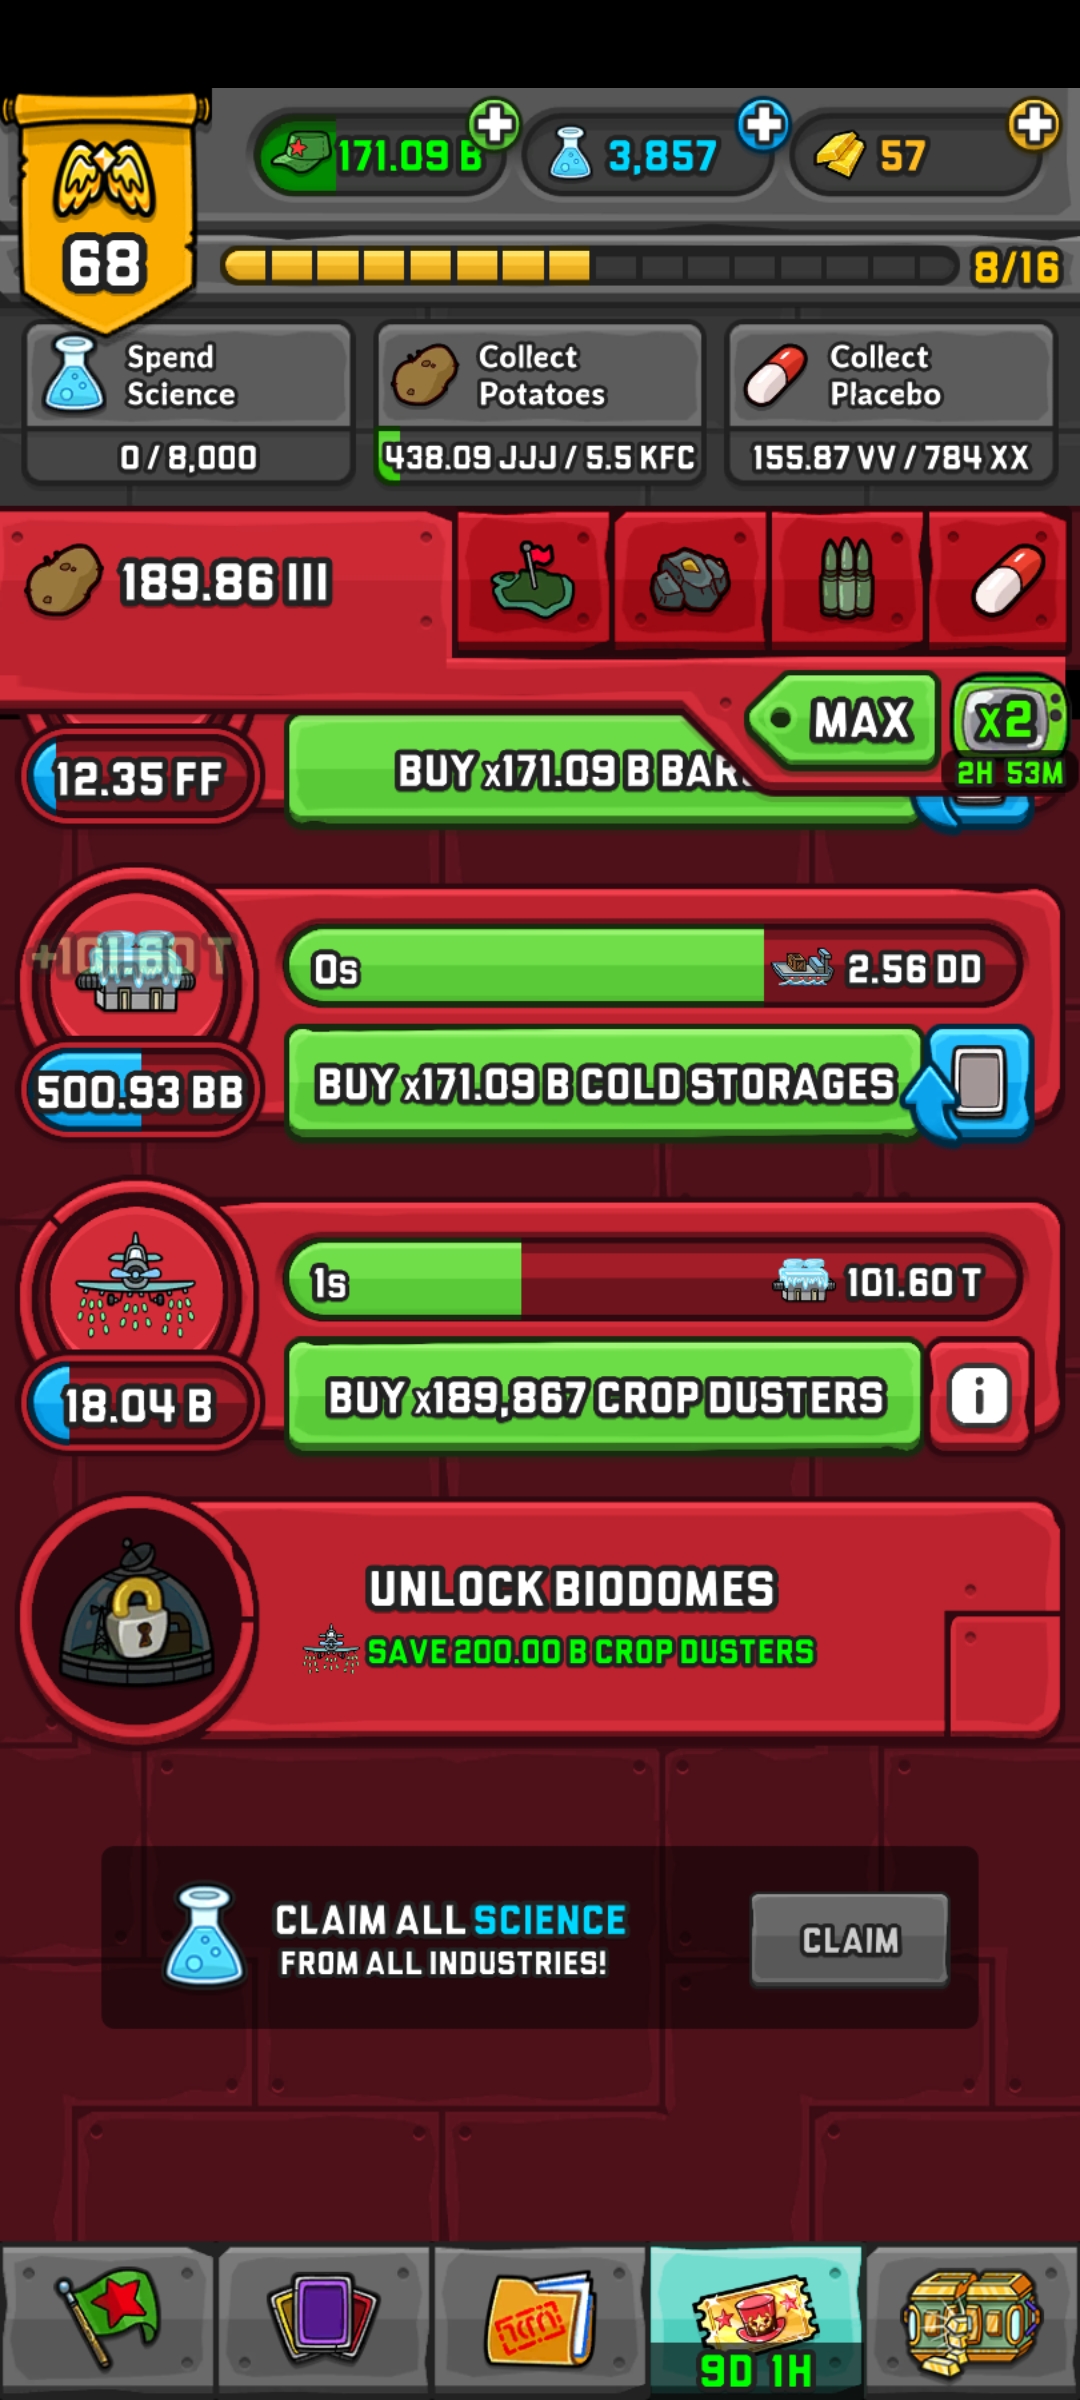 171.09 B
3,857
57
68
8/16
Spend
Science
0 / 8,000
Collect
Potatoes
438.09 JJJ / 5.5 KFC
Collect
Placebo
155.87 VV / 784 XX
189.86 III
MAX
x2
2H 53M
12.35 FF
BUY x171.09 B BAR
+101.60 T
0s
2.56 DD
500.93 BB
BUY x171.09 B COLD STORAGES
1s
101.60 T
18.04 B
BUY x189,867 CROP DUSTERS
i
UNLOCK BIODOMES
SAVE 200.00 B CROP DUSTERS
CLAIM ALL SCIENCE
FROM ALL INDUSTRIES!
CLAIM
9D 1H